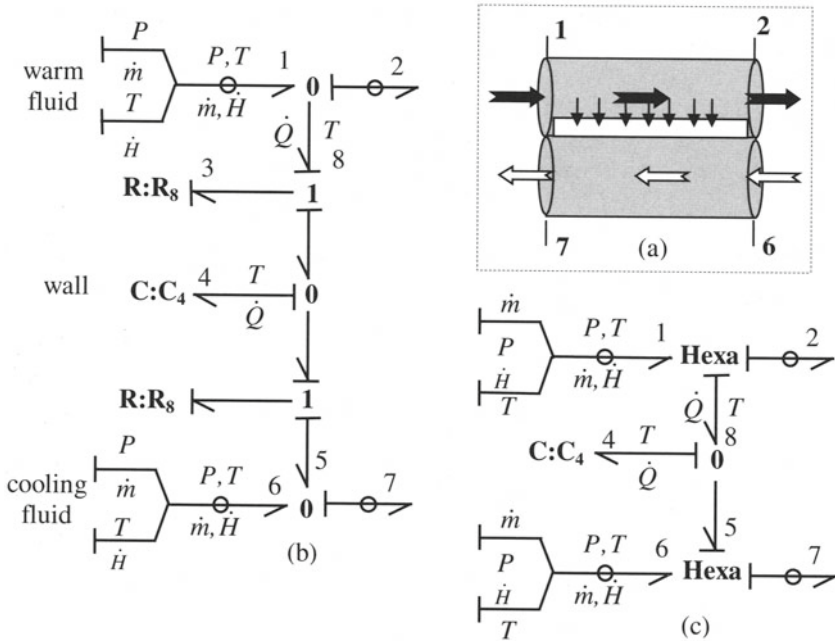 P
ṁ
T
Ḣ
warm
fluid
P,T
ṁ,Ḣ
1
0
2
Q̇
T
8
R:R₈
3
1
wall
C:C₄
4
T
Q̇
0
R:R₈
1
5
cooling
fluid
P
ṁ
T
Ḣ
P,T
ṁ,Ḣ
6
0
7
(b)
1
2
7
(a)
6
ṁ
P
Ḣ
T
P,T
ṁ,Ḣ
1
Hexa
2
Q̇
T
8
C:C₄
4
T
Q̇
0
5
ṁ
P
Ḣ
T
P,T
ṁ,Ḣ
6
Hexa
7
(c)